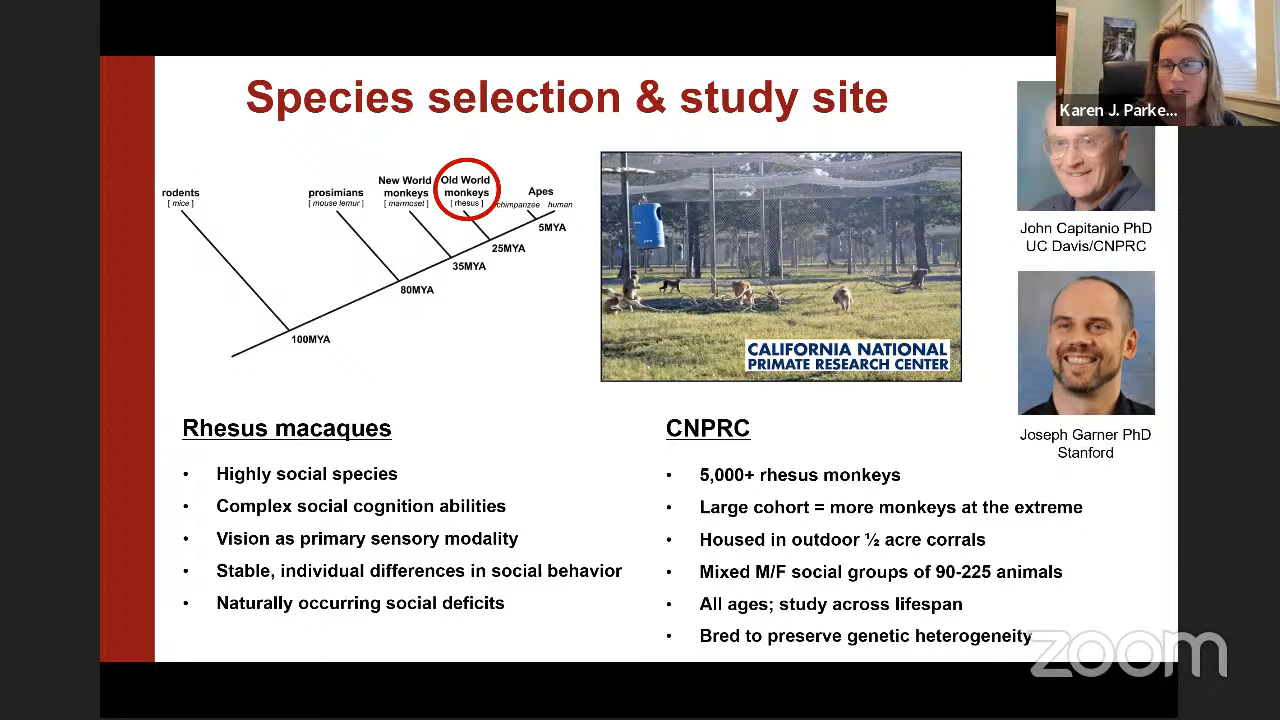 Species selection & study site
Karen J. Parke...
rodents
[ mice ]
prosimians
[ mouse lemur ]
New World
monkeys
[ marmoset ]
Old World
monkeys
[ rhesus ]
Apes
chimpanzee human
5MYA
25MYA
35MYA
80MYA
100MYA
CALIFORNIA NATIONAL
PRIMATE RESEARCH CENTER
John Capitanio PhD
UC Davis/CNPRC
Joseph Garner PhD
Stanford
Rhesus macaques
• Highly social species
• Complex social cognition abilities
• Vision as primary sensory modality
• Stable, individual differences in social behavior
• Naturally occurring social deficits
CNPRC
• 5,000+ rhesus monkeys
• Large cohort = more monkeys at the extreme
• Housed in outdoor ½ acre corrals
• Mixed M/F social groups of 90-225 animals
• All ages; study across lifespan
• Bred to preserve genetic heterogeneity
zoom